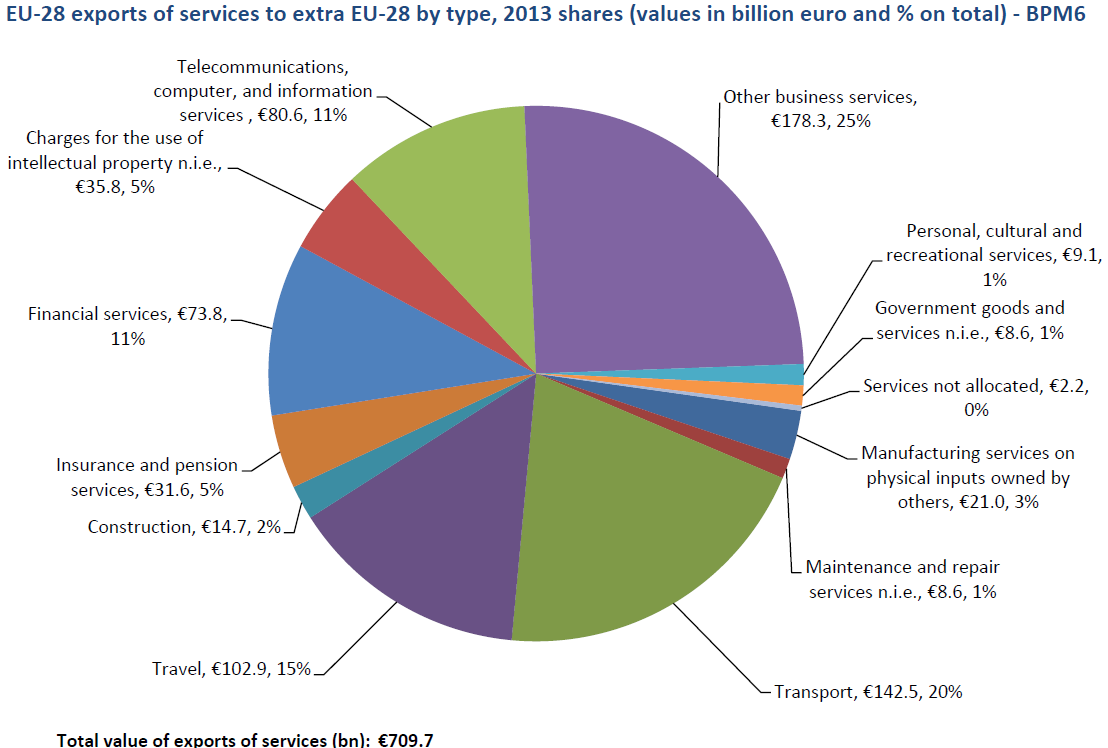 EU-28 exports of services to extra EU-28 by type, 2013 shares (values in billion euro and % on total) - BPM6
Telecommunications,
computer, and information
services , €80.6, 11%
Charges for the use of
intellectual property n.i.e.,
€35.8, 5%
Financial services, €73.8,
11%
Insurance and pension
services, €31.6, 5%
Construction, €14.7, 2%
Travel, €102.9, 15%
Other business services,
€178.3, 25%
Personal, cultural and
recreational services, €9.1,
1%
Government goods and
services n.i.e., €8.6, 1%
Services not allocated, €2.2,
0%
Manufacturing services on
physical inputs owned by
others, €21.0, 3%
Maintenance and repair
services n.i.e., €8.6, 1%
Transport, €142.5, 20%
Total value of exports of services (bn): €709.7